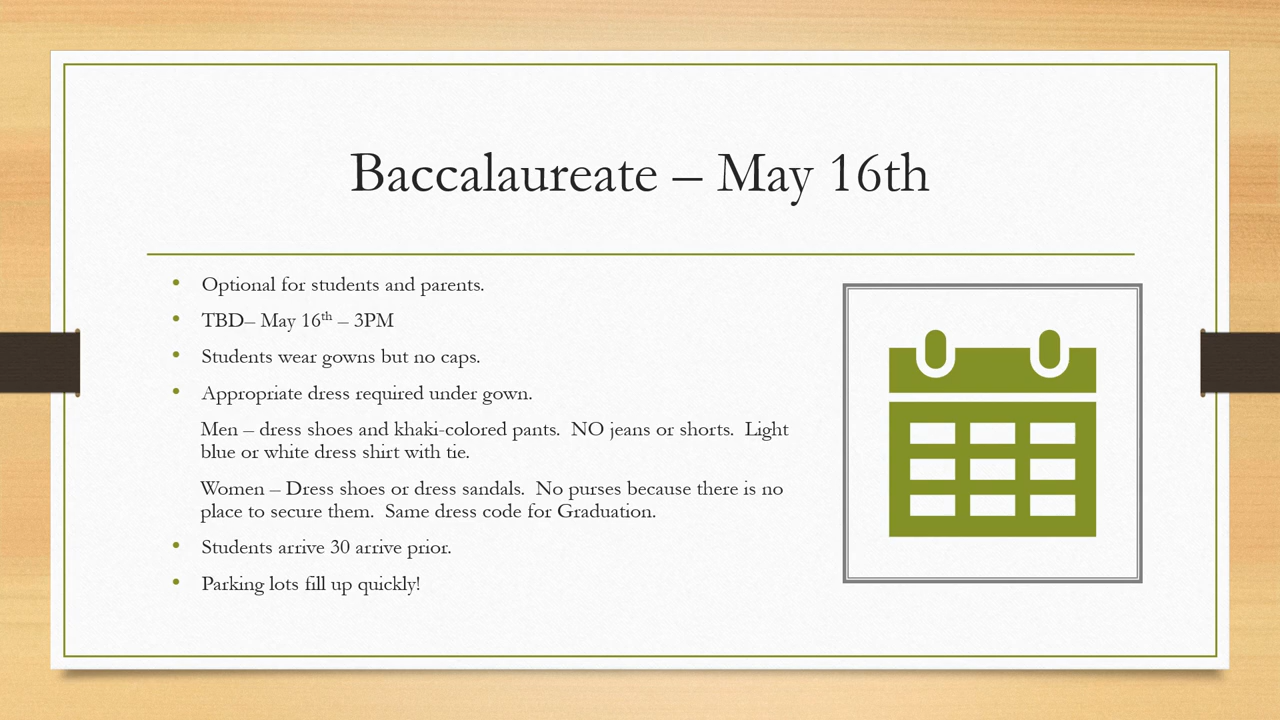 Baccalaureate – May 16th
• Optional for students and parents.
• TBD– May 16th – 3PM
• Students wear gowns but no caps.
• Appropriate dress required under gown.
Men – dress shoes and khaki-colored pants.  NO jeans or shorts.  Light
blue or white dress shirt with tie.
Women – Dress shoes or dress sandals.  No purses because there is no
place to secure them.  Same dress code for Graduation.
• Students arrive 30 arrive prior.
• Parking lots fill up quickly!